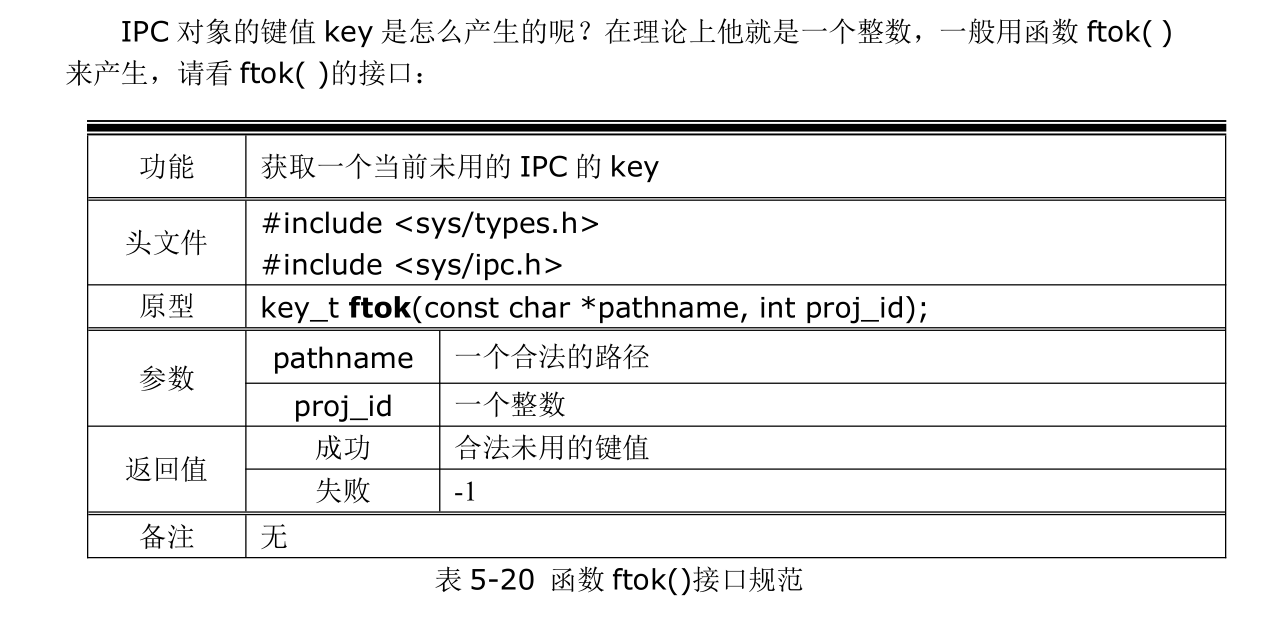 IPC 对象的键值 key 是怎么产生的呢？在理论上他就是一个整数，一般用函数 ftok( )
来产生，请看 ftok( )的接口：
功能 获取一个当前未用的 IPC 的 key
头文件 #include <sys/types.h>
#include <sys/ipc.h>
原型 key_t ftok(const char *pathname, int proj_id);
参数 pathname 一个合法的路径
proj_id 一个整数
返回值 成功 合法未用的键值
失败 -1
备注 无
表 5-20 函数 ftok()接口规范